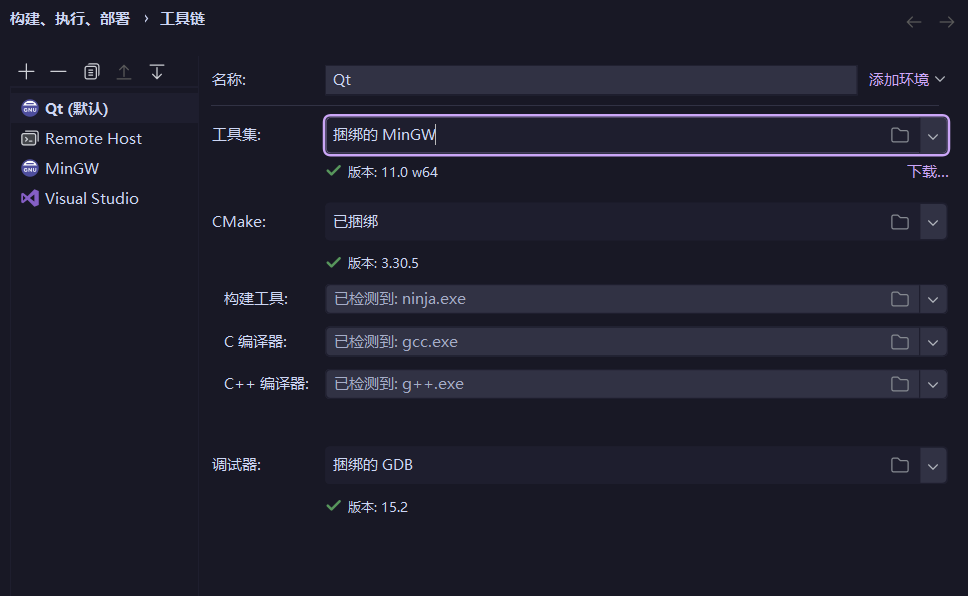 构建、执行、部署 › 工具链
Qt (默认)
Remote Host
MinGW
Visual Studio
名称: Qt 添加环境
工具集: 捆绑的 MinGW
版本: 11.0 w64 下载...
CMake: 已捆绑
版本: 3.30.5
构建工具: 已检测到: ninja.exe
C 编译器: 已检测到: gcc.exe
C++ 编译器: 已检测到: g++.exe
调试器: 捆绑的 GDB
版本: 15.2